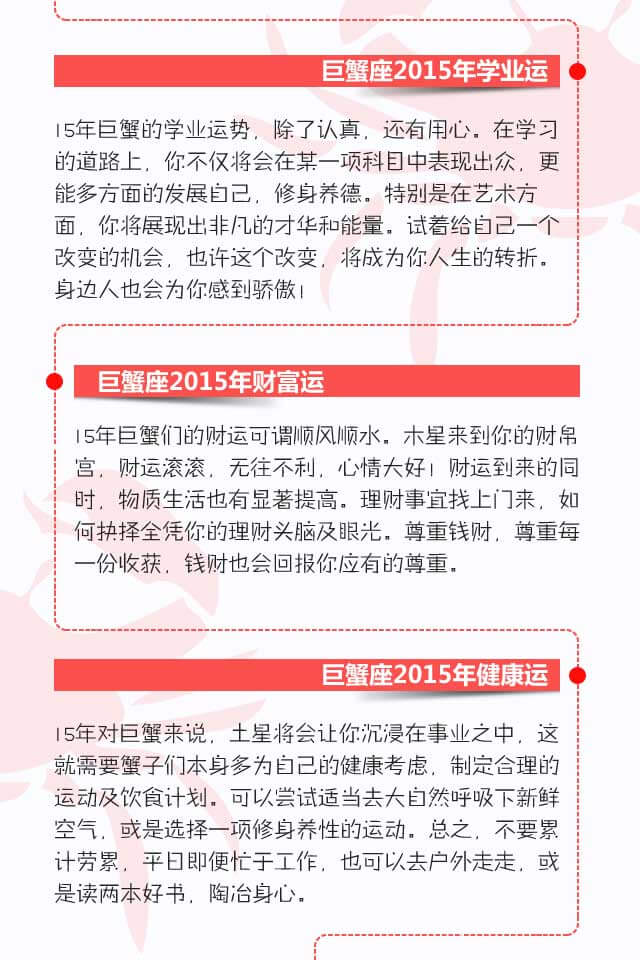 巨蟹座2015年学业运
15年巨蟹的学业运势，除了认真，还有用心。在学习
的道路上，你不仅将会在某一项科目中表现出众，更
能多方面的发展自己，修身养德。特别是在艺术方
面，你将展现出非凡的才华和能量。试着给自己一个
改变的机会，也许这个改变，将成为你人生的转折。
身边人也会为你感到骄傲！
巨蟹座2015年财富运
15年巨蟹们的财运可谓顺风顺水。木星来到你的财帛
宫，财运滚滚，无往不利，心情大好！财运到来的同
时，物质生活也有显著提高。理财事宜找上门来，如
何抉择全凭你的理财头脑及眼光。尊重钱财，尊重每
一份收获，钱财也会回报你应有的尊重。
巨蟹座2015年健康运
15年对巨蟹来说，土星将会让你沉浸在事业之中，这
就需要蟹子们本身多为自己的健康考虑，制定合理的
运动及饮食计划。可以尝试适当去大自然呼吸下新鲜
空气，或是选择一项修身养性的运动。总之，不要累
计劳累，平日即便忙于工作，也可以去户外走走，或
是读两本好书，陶冶身心。